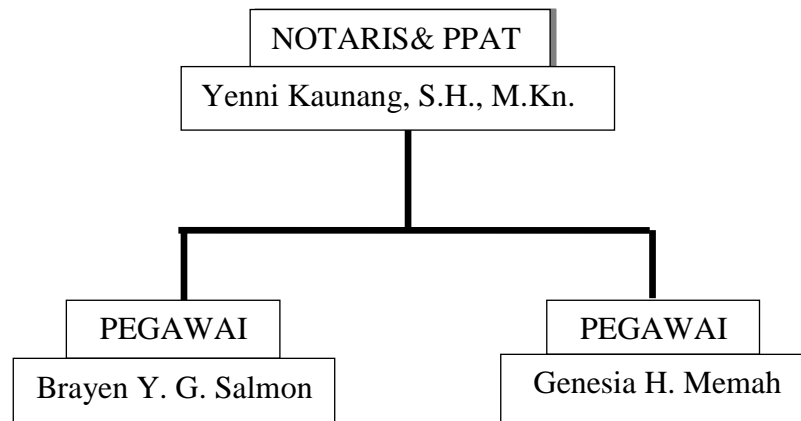 NOTARIS& PPAT
Yenni Kaunang, S.H., M.Kn.
PEGAWAI
Brayen Y. G. Salmon
PEGAWAI
Genesia H. Memah